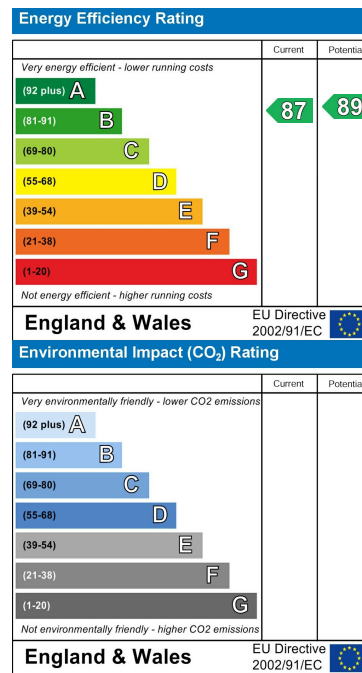 Energy Efficiency Rating
Current Potentia
Very energy efficient - lower running costs
(92 plus) A
(81-91) B
87 89
(69-80) C
(55-68) D
(39-54) E
(21-38) F
(1-20) G
Not energy efficient - higher running costs
England & Wales
EU Directive
2002/91/EC
Environmental Impact (CO₂) Rating
Current Potentia
Very environmentally friendly - lower CO2 emissions
(92 plus) A
(81-91) B
(69-80) C
(55-68) D
(39-54) E
(21-38) F
(1-20) G
Not environmentally friendly - higher CO2 emissions
England & Wales
EU Directive
2002/91/EC